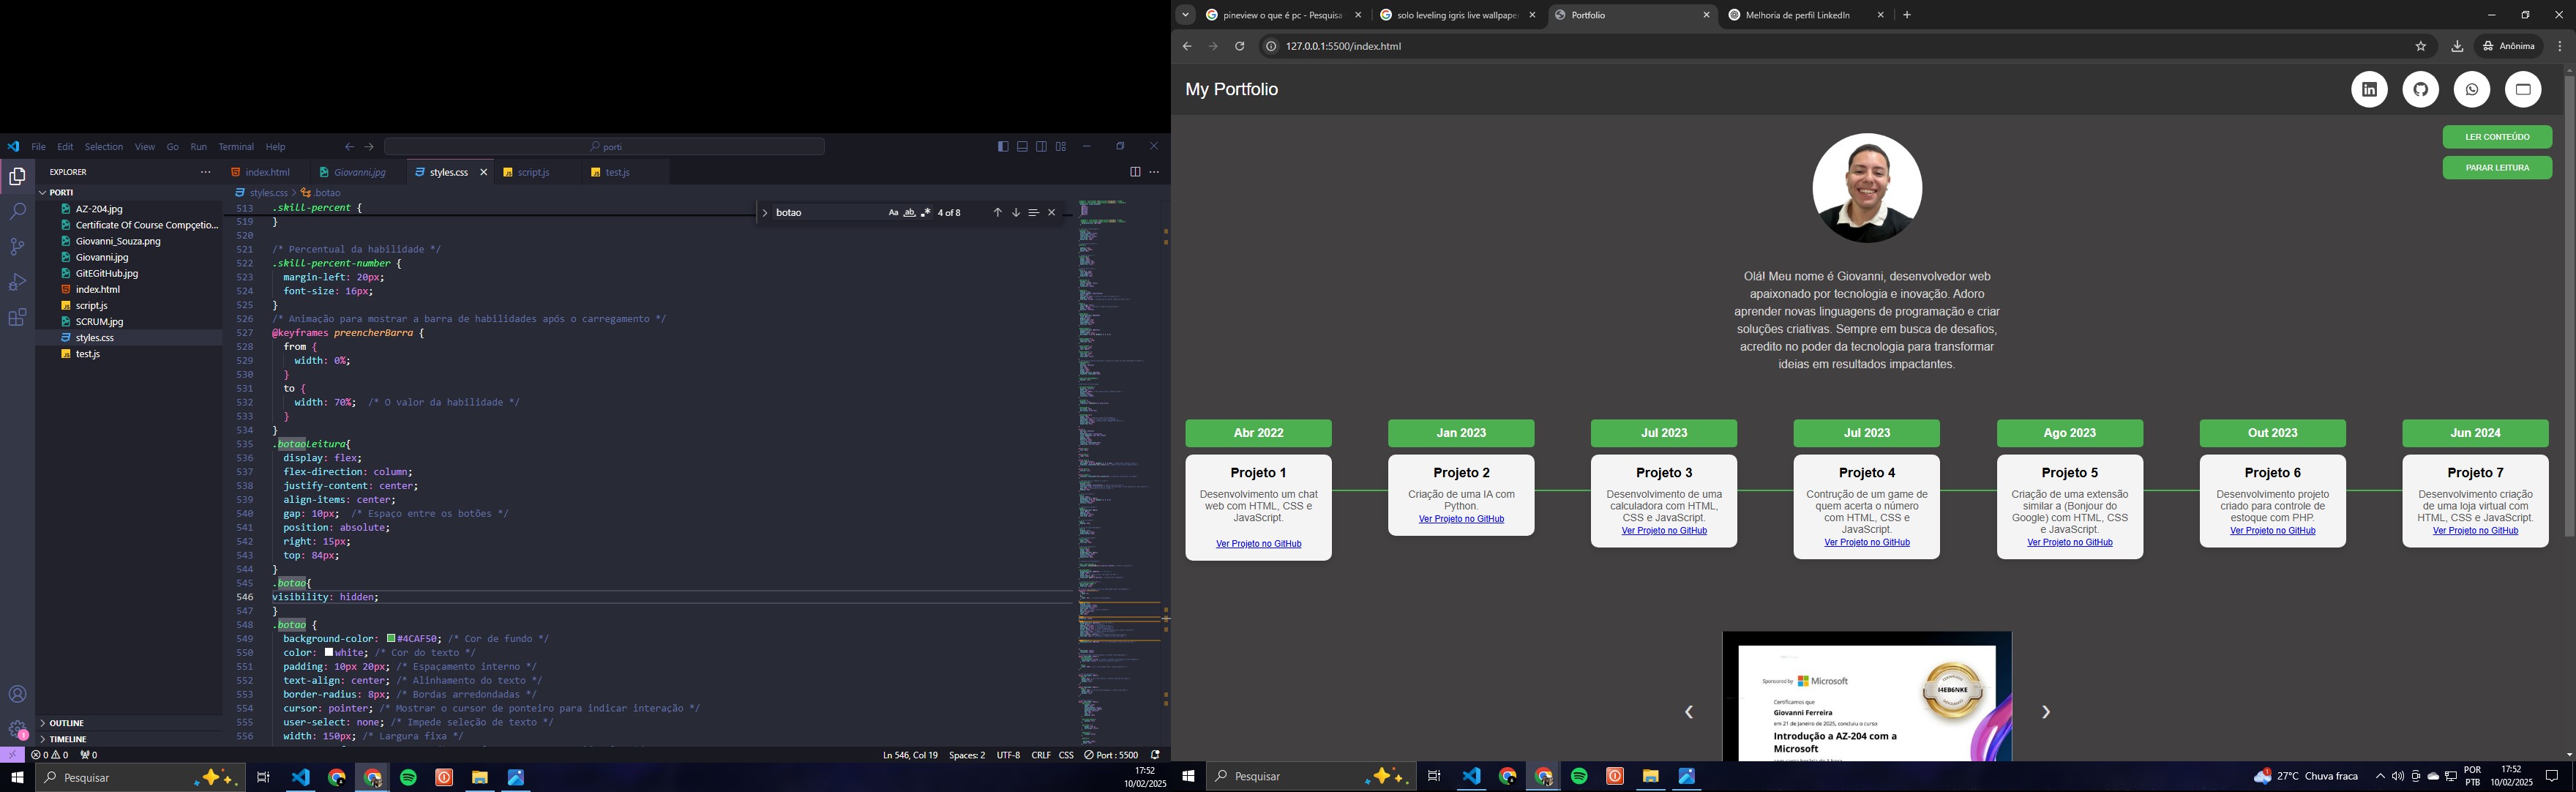 File Edit Selection View Go Run Terminal Help
porti
EXPLORER
index.html
Giovanni.jpg
styles.css
script.js
test.js
PORTI
AZ-204.jpg
Certificate Of Course Compçetio...
Giovanni_Souza.png
Giovanni.jpg
GitEGitHub.jpg
index.html
script.js
SCRUM.jpg
styles.css
test.js
OUTLINE
TIMELINE
styles.css > .botao
botao
Aa ab .* 4 of 8
513 .skill-percent {
519 }
520
521 /* Percentual da habilidade */
522 .skill-percent-number {
523 margin-left: 20px;
524 font-size: 16px;
525 }
526 /* Animação para mostrar a barra de habilidades após o carregamento */
527 @keyframes preencherBarra {
528 from {
529 width: 0%;
530 }
531 to {
532 width: 70%; /* O valor da habilidade */
533 }
534 }
535 .botaoLeitura{
536 display: flex;
537 flex-direction: column;
538 justify-content: center;
539 align-items: center;
540 gap: 10px; /* Espaço entre os botões */
541 position: absolute;
542 right: 15px;
543 top: 84px;
544 }
545 .botao{
546 visibility: hidden;
547 }
548 .botao {
549 background-color: #4CAF50; /* Cor de fundo */
550 color: white; /* Cor do texto */
551 padding: 10px 20px; /* Espaçamento interno */
552 text-align: center; /* Alinhamento do texto */
553 border-radius: 8px; /* Bordas arredondadas */
554 cursor: pointer; /* Mostrar o cursor de ponteiro para indicar interação */
555 user-select: none; /* Impede seleção de texto */
556 width: 150px; /* Largura fixa */
0 0 0
Ln 546, Col 19 Spaces: 2 UTF-8 CRLF CSS Port : 5500
Pesquisar
17:52
10/02/2025
pineview o que é pc - Pesquisa
solo leveling igris live wallpape
Portfolio
Melhoria de perfil LinkedIn
127.0.0.1:5500/index.html
Anônima
My Portfolio
LER CONTEÚDO
PARAR LEITURA
Olá! Meu nome é Giovanni, desenvolvedor web
apaixonado por tecnologia e inovação. Adoro
aprender novas linguagens de programação e criar
soluções criativas. Sempre em busca de desafios,
acredito no poder da tecnologia para transformar
ideias em resultados impactantes.
Abr 2022
Projeto 1
Desenvolvimento um chat
web com HTML, CSS e
JavaScript.
Ver Projeto no GitHub
Jan 2023
Projeto 2
Criação de uma IA com
Python.
Ver Projeto no GitHub
Jul 2023
Projeto 3
Desenvolvimento de uma
calculadora com HTML,
CSS e JavaScript.
Ver Projeto no GitHub
Jul 2023
Projeto 4
Contrução de um game de
quem acerta o número
com HTML, CSS e
JavaScript.
Ver Projeto no GitHub
Ago 2023
Projeto 5
Criação de uma extensão
similar a (Bonjour do
Google) com HTML, CSS
e JavaScript.
Ver Projeto no GitHub
Out 2023
Projeto 6
Desenvolvimento projeto
criado para controle de
estoque com PHP.
Ver Projeto no GitHub
Jun 2024
Projeto 7
Desenvolvimento criação
de uma loja virtual com
HTML, CSS e JavaScript.
Ver Projeto no GitHub
Sponsored by Microsoft
I4EB6NKE
Certificamos que
Giovanni Ferreira
em 21 de janeiro de 2025, concluiu o curso
Introdução a AZ-204 com a
Microsoft
Pesquisar
27°C Chuva fraca
POR
PTB
17:52
10/02/2025